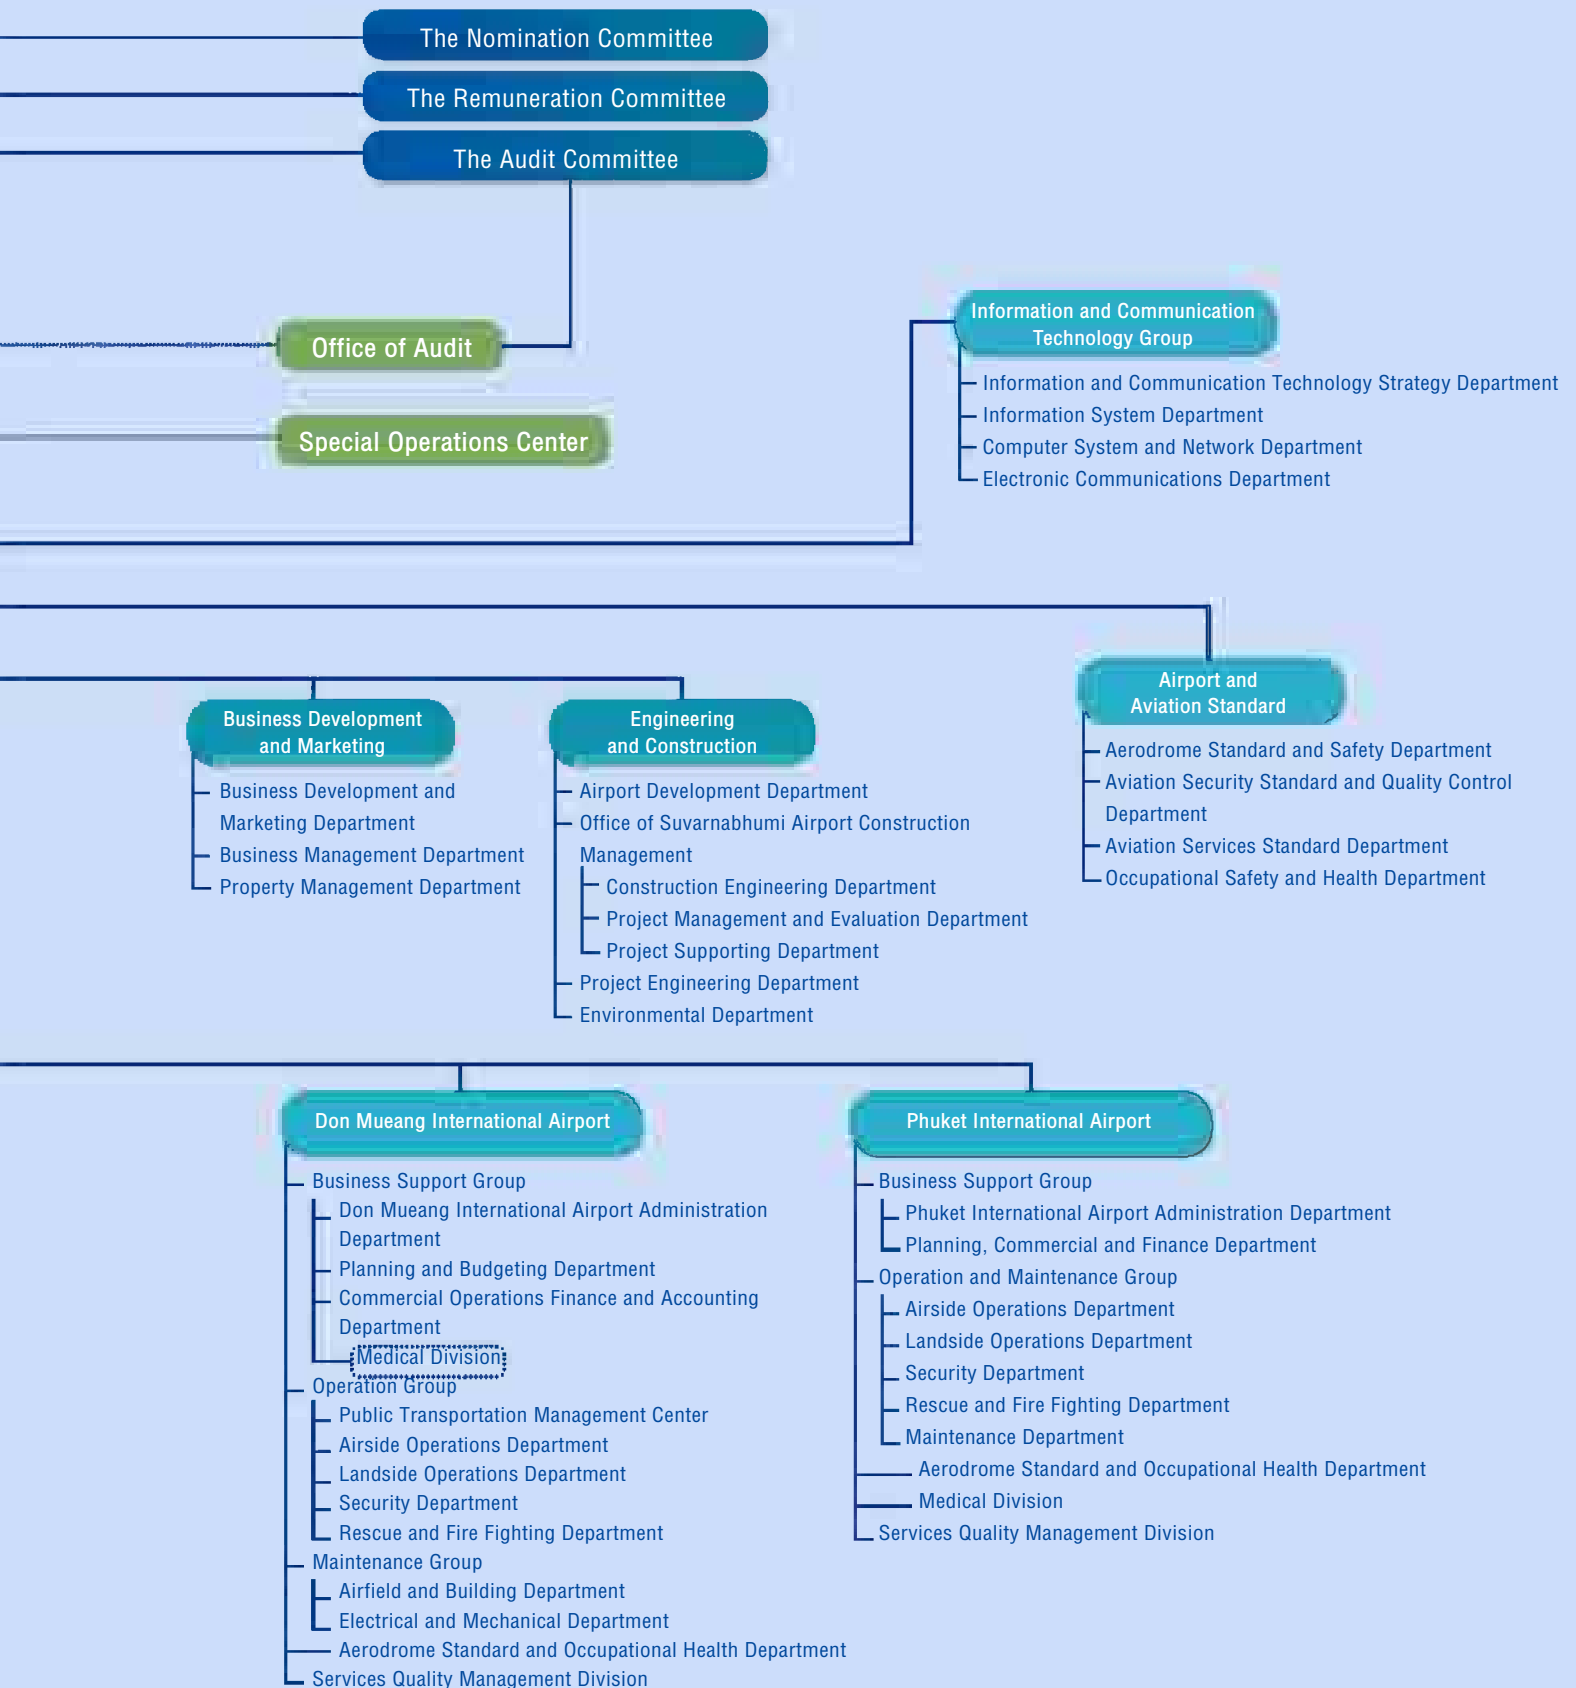 The Nomination Committee
The Remuneration Committee
The Audit Committee
Office of Audit
Special Operations Center
Information and Communication
Technology Group
Information and Communication Technology Strategy Department
Information System Department
Computer System and Network Department
Electronic Communications Department
Business Development
and Marketing
Business Development and
Marketing Department
Business Management Department
Property Management Department
Engineering
and Construction
Airport Development Department
Office of Suvarnabhumi Airport Construction
Management
Construction Engineering Department
Project Management and Evaluation Department
Project Supporting Department
Project Engineering Department
Environmental Department
Airport and
Aviation Standard
Aerodrome Standard and Safety Department
Aviation Security Standard and Quality Control
Department
Aviation Services Standard Department
Occupational Safety and Health Department
Don Mueang International Airport
Business Support Group
Don Mueang International Airport Administration
Department
Planning and Budgeting Department
Commercial Operations Finance and Accounting
Department
Medical Division
Operation Group
Public Transportation Management Center
Airside Operations Department
Landside Operations Department
Security Department
Rescue and Fire Fighting Department
Maintenance Group
Airfield and Building Department
Electrical and Mechanical Department
Aerodrome Standard and Occupational Health Department
Services Quality Management Division
Phuket International Airport
Business Support Group
Phuket International Airport Administration Department
Planning, Commercial and Finance Department
Operation and Maintenance Group
Airside Operations Department
Landside Operations Department
Security Department
Rescue and Fire Fighting Department
Maintenance Department
Aerodrome Standard and Occupational Health Department
Medical Division
Services Quality Management Division